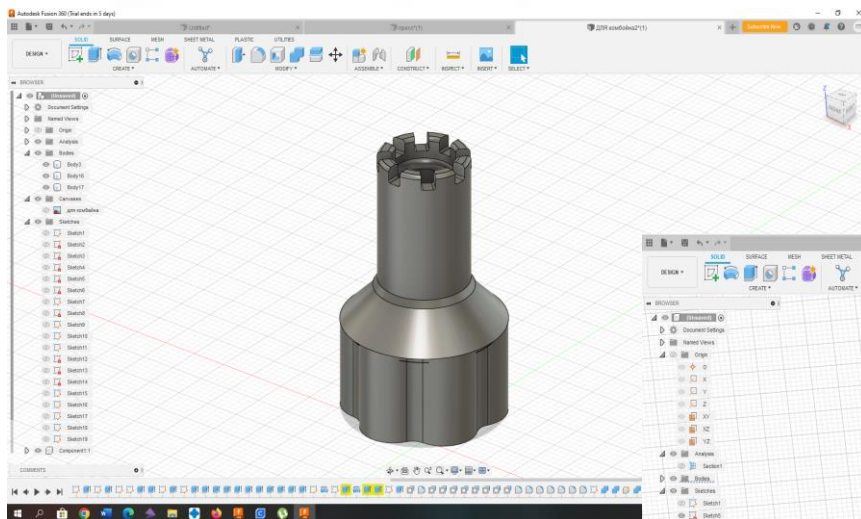 Autodesk Fusion 360 (Trial ends in 5 days)
Untitled*
ДЛЯ комбайна2*(1)
Subscribe Now
DESIGN
SOLID
SURFACE
MESH
SHEET METAL
PLASTIC
UTILITIES
CREATE
AUTOMATE
MODIFY
ASSEMBLE
CONSTRUCT
INSPECT
INSERT
SELECT
BROWSER
(Unsaved)
Document Settings
Named Views
Origin
Analysis
Bodies
Body3
Body16
Body17
Canvases
для комбайна
Sketches
Sketch1
Sketch2
Sketch3
Sketch4
Sketch5
Sketch6
Sketch7
Sketch8
Sketch9
Sketch10
Sketch11
Sketch12
Sketch13
Sketch14
Sketch15
Sketch16
Sketch17
Sketch18
Component1:1
COMMENTS
Z
SOLID
SURFACE
MESH
SHEET METAL
DESIGN
CREATE
AUTOMATE
BROWSER
(Unsaved)
Document Settings
Named Views
Origin
O
X
Y
Z
XY
XZ
YZ
Analysis
Section1
Bodies
Sketches
Sketch1
Sketch5